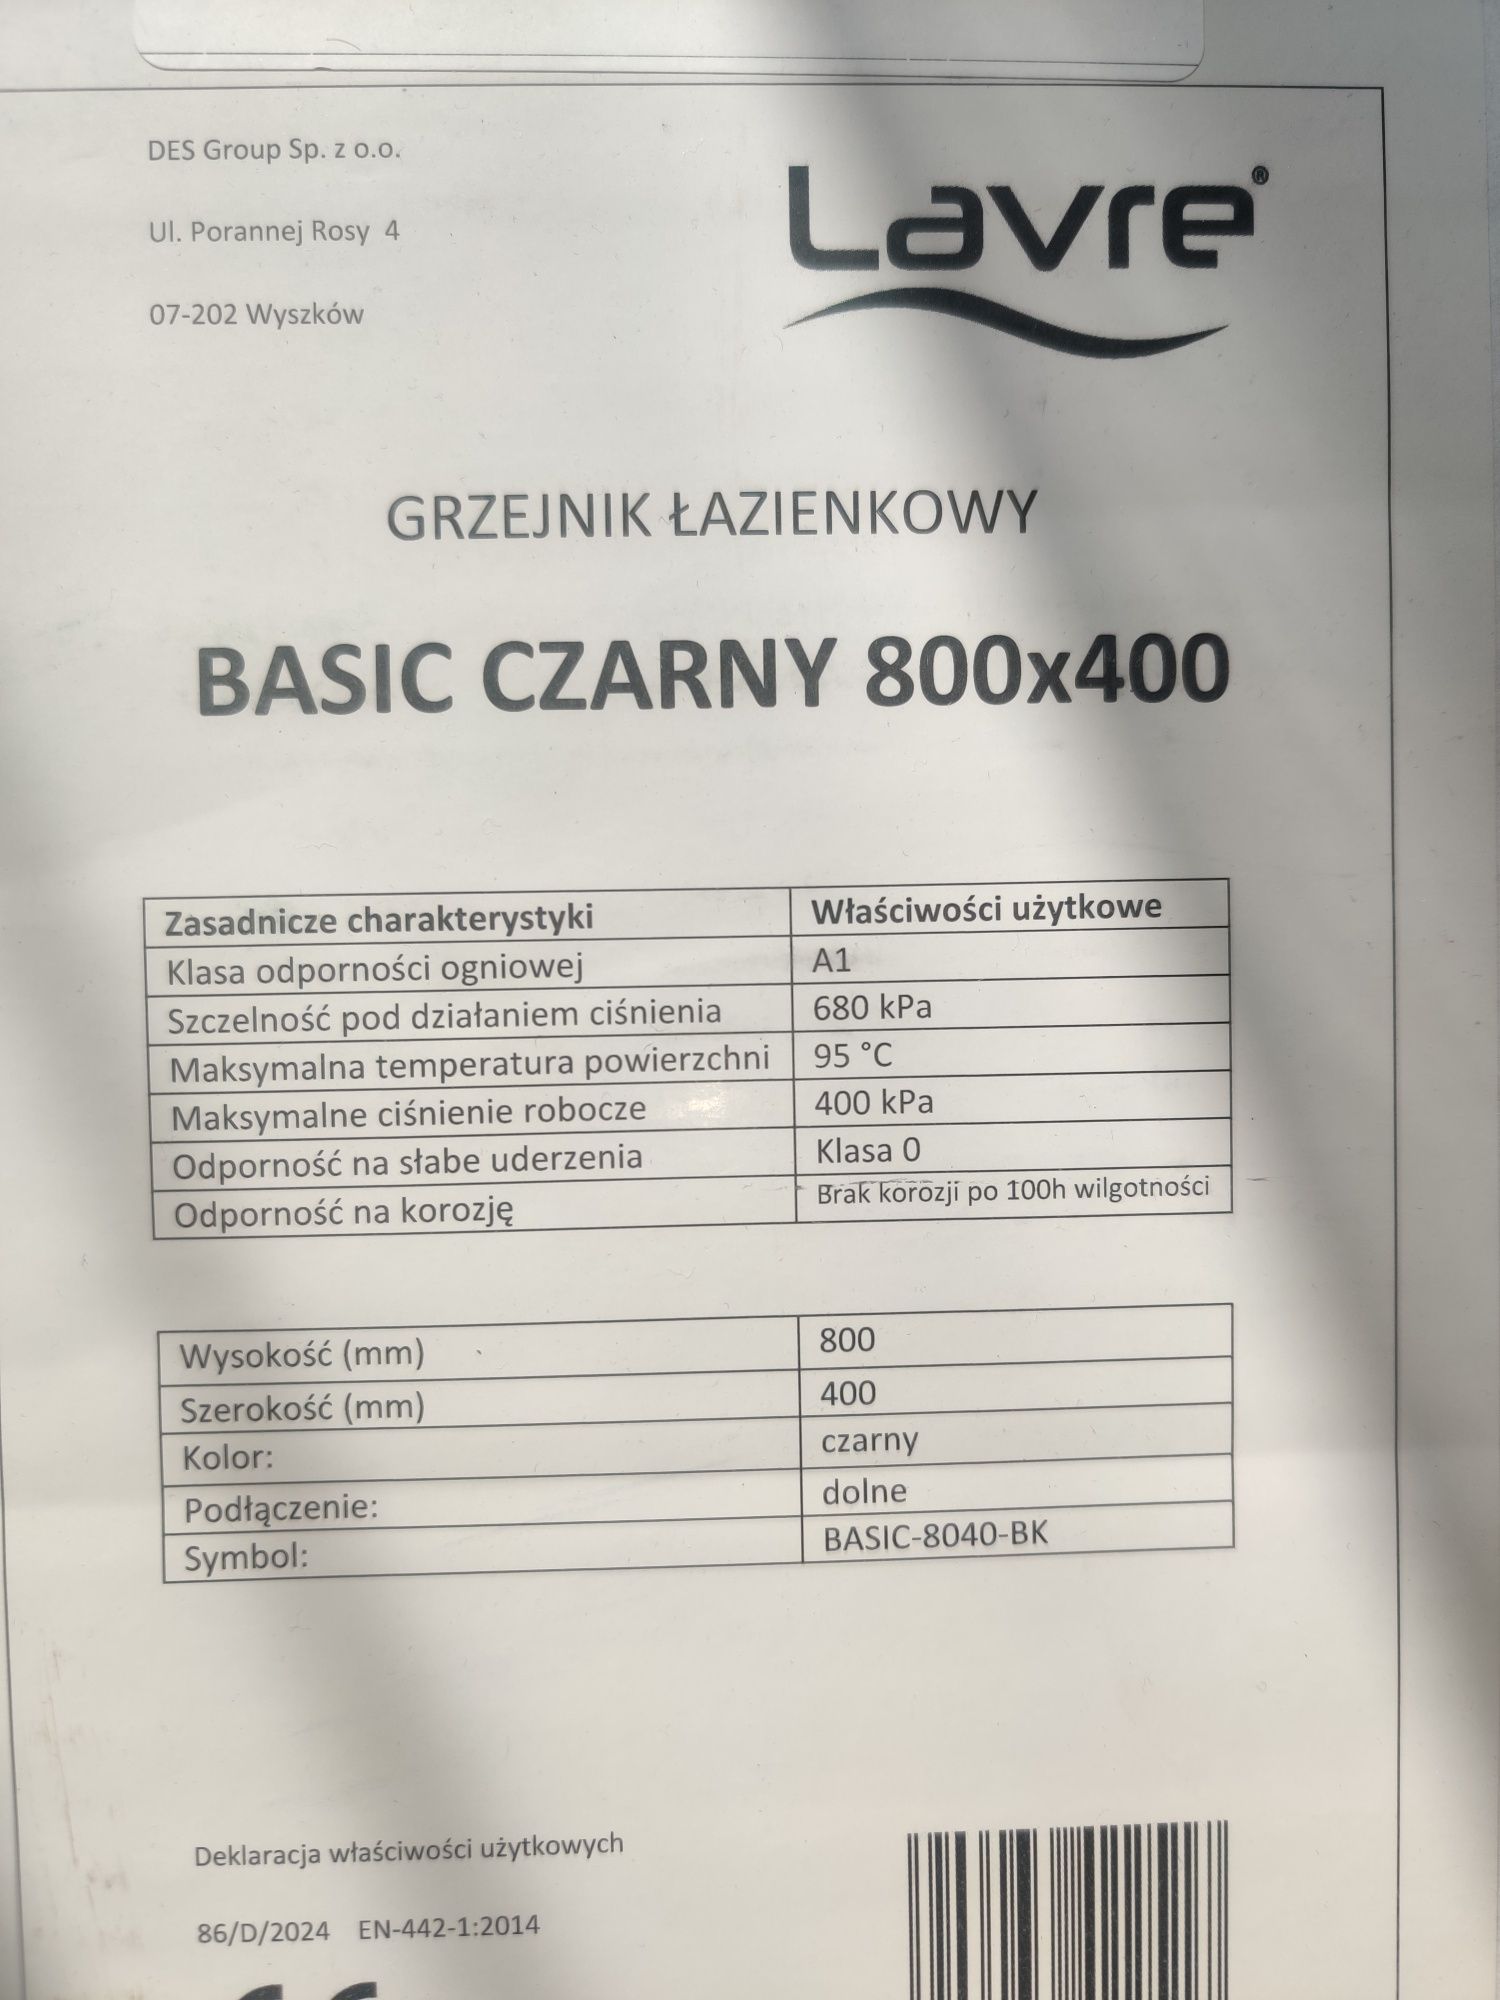 DES Group Sp. z o.o.
Ul. Porannej Rosy 4
07-202 Wyszków
Lavre®
GRZEJNIK ŁAZIENKOWY
BASIC CZARNY 800x400
Zasadnicze charakterystyki Właściwości użytkowe
Klasa odporności ogniowej A1
Szczelność pod działaniem ciśnienia 680 kPa
Maksymalna temperatura powierzchni 95 °C
Maksymalne ciśnienie robocze 400 kPa
Odporność na słabe uderzenia Klasa 0
Odporność na korozję Brak korozji po 100h wilgotności
Wysokość (mm) 800
Szerokość (mm) 400
Kolor: czarny
Podłączenie: dolne
Symbol: BASIC-8040-BK
Deklaracja właściwości użytkowych
86/D/2024 EN-442-1:2014